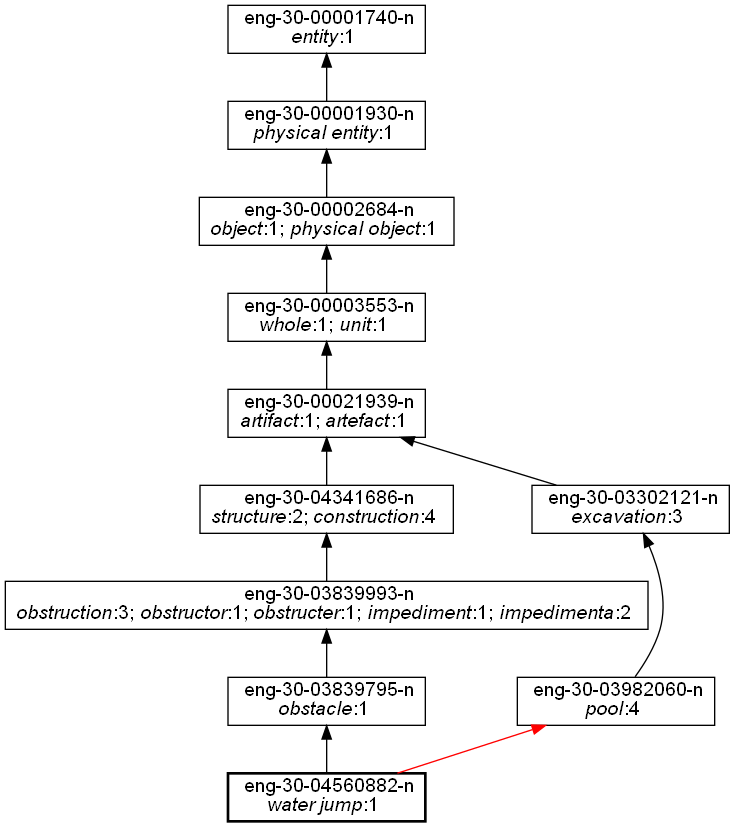 eng-30-00001740-n
entity:1
eng-30-00001930-n
physical entity:1
eng-30-00002684-n
object:1; physical object:1
eng-30-00003553-n
whole:1; unit:1
eng-30-00021939-n
artifact:1; artefact:1
eng-30-04341686-n
structure:2; construction:4
eng-30-03302121-n
excavation:3
eng-30-03839993-n
obstruction:3; obstructor:1; obstructer:1; impediment:1; impedimenta:2
eng-30-03839795-n
obstacle:1
eng-30-03982060-n
pool:4
eng-30-04560882-n
water jump:1